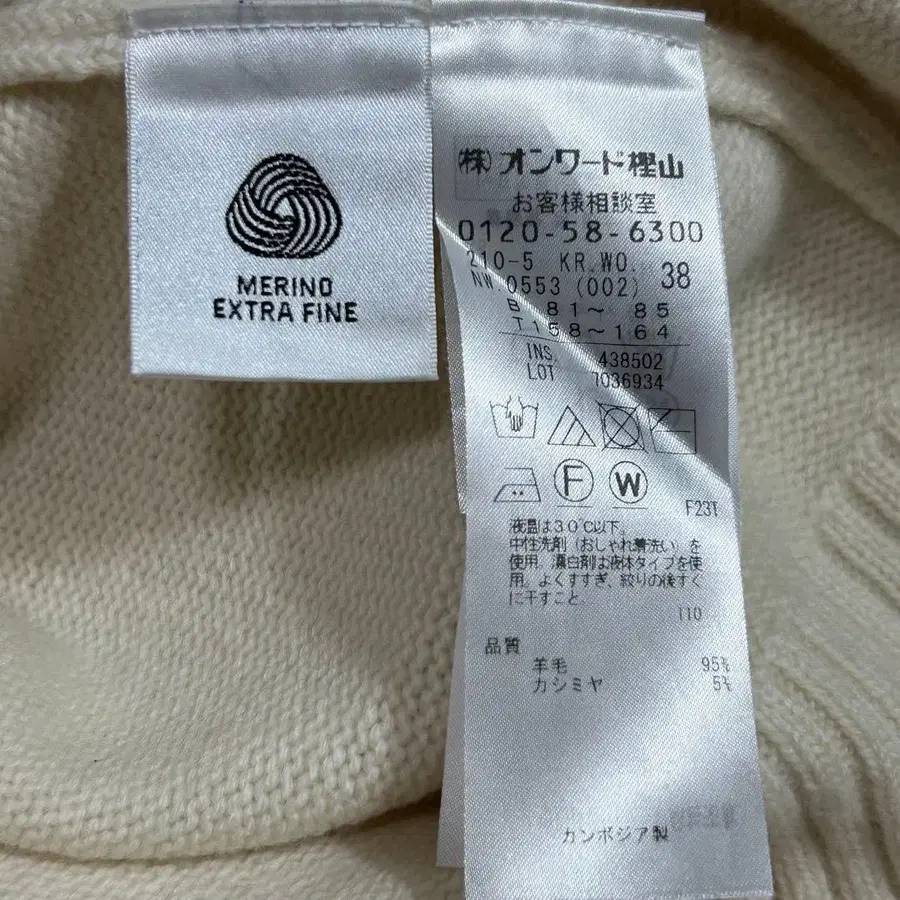 MERINO
EXTRA FINE
(株)オンワード樫山
お客様相談室
0120-58-6300
210-5 KR.WO. 38
NW.0553 (002)
B 81～ 85
T158～164
INS. 438502
LOT 7036934
F W
F23T
液温は30℃以下。
中性洗剤（おしゃれ着洗い）を
使用。漂白剤は液体タイプを使
用。よくすすぎ、絞りの後すぐ
に干すこと。
110
品質
羊毛 95%
カシミヤ 5%
カンボジア製